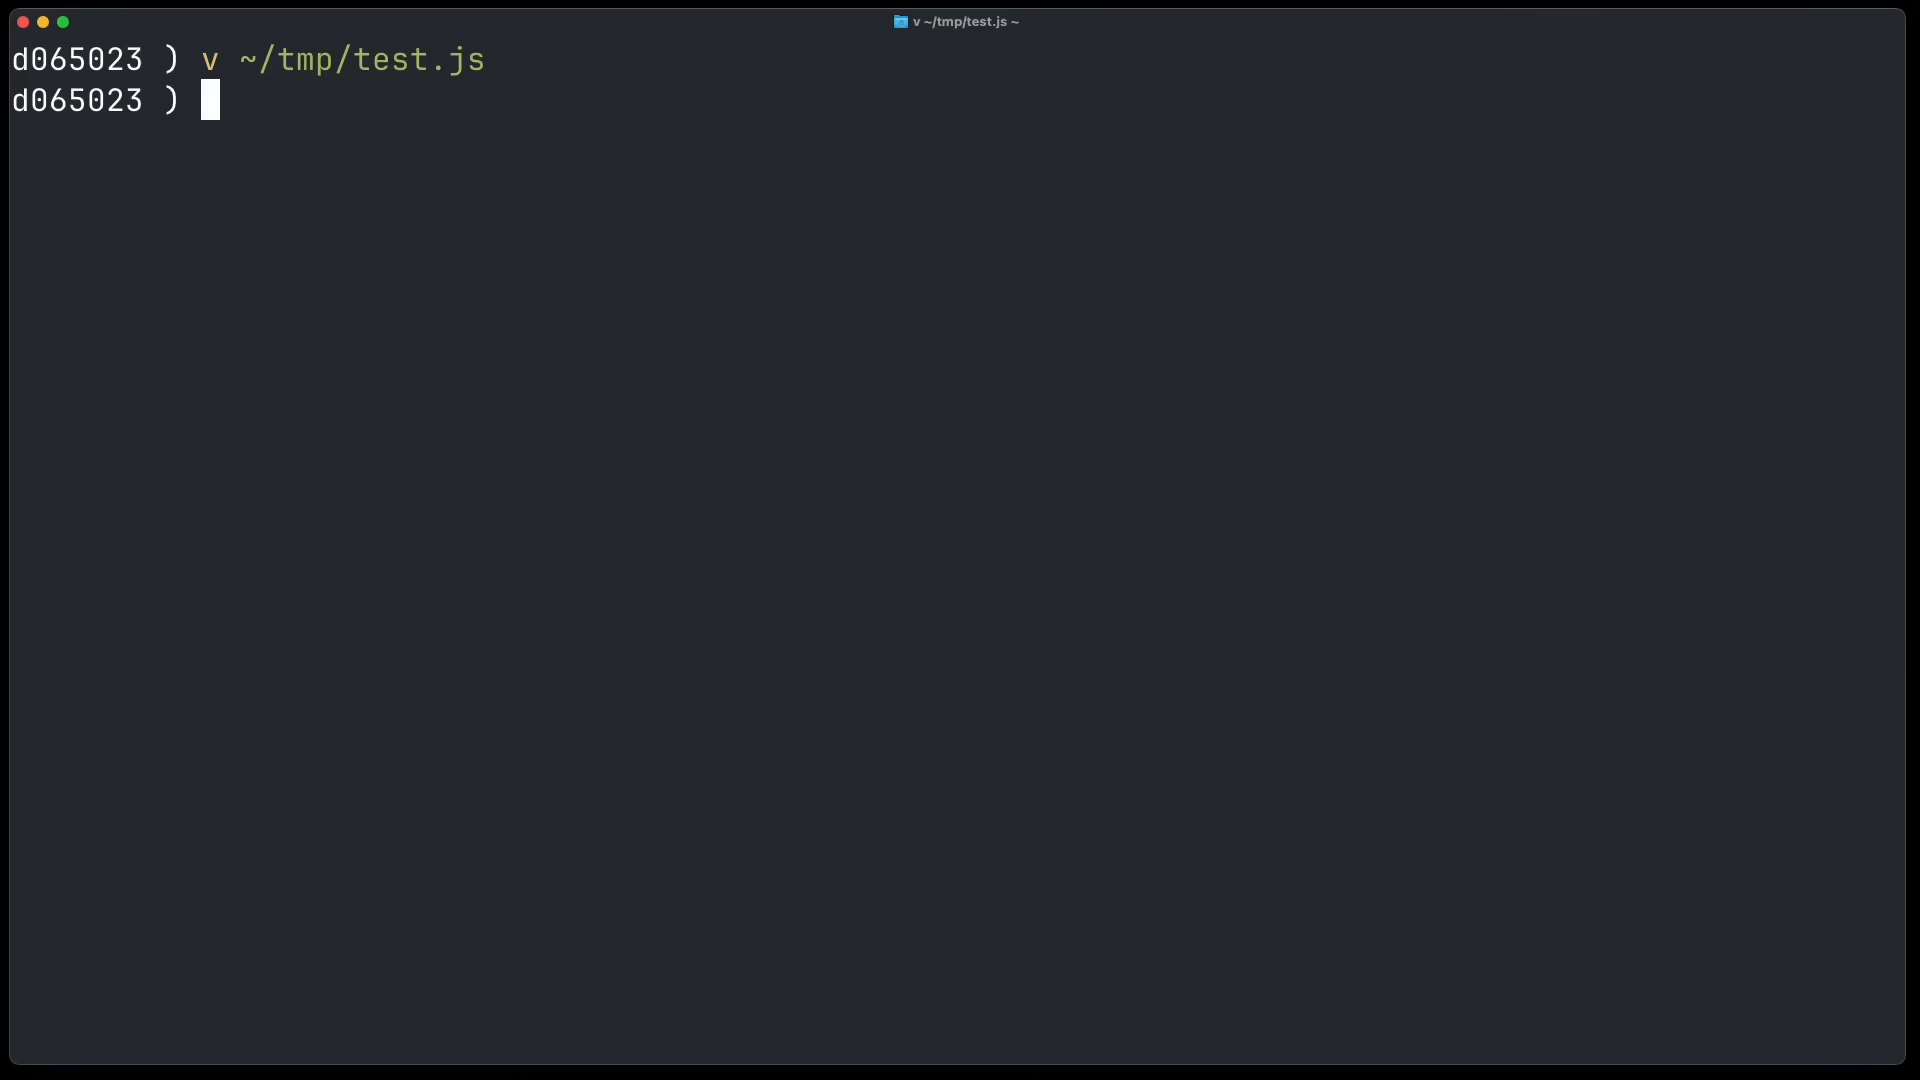 v ~/tmp/test.js ~
d065023 ) v ~/tmp/test.js
d065023 )